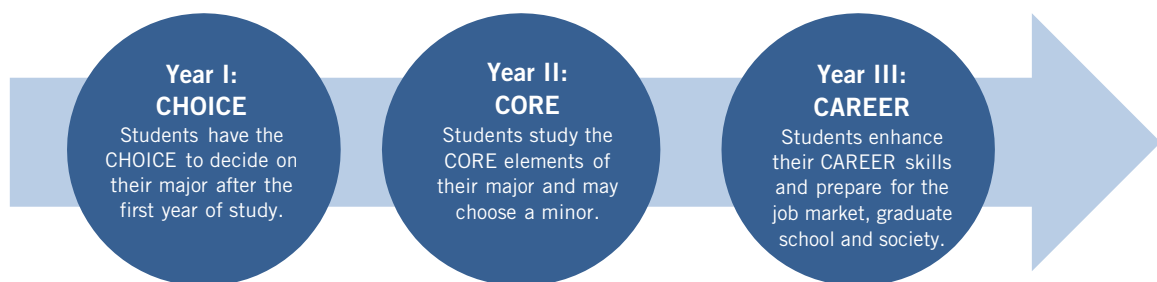 Year I:
CHOICE
Students have the
CHOICE to decide on
their major after the
first year of study.
Year II:
CORE
Students study the
CORE elements of
their major and may
choose a minor.
Year III:
CAREER
Students enhance
their CAREER skills
and prepare for the
job market, graduate
school and society.